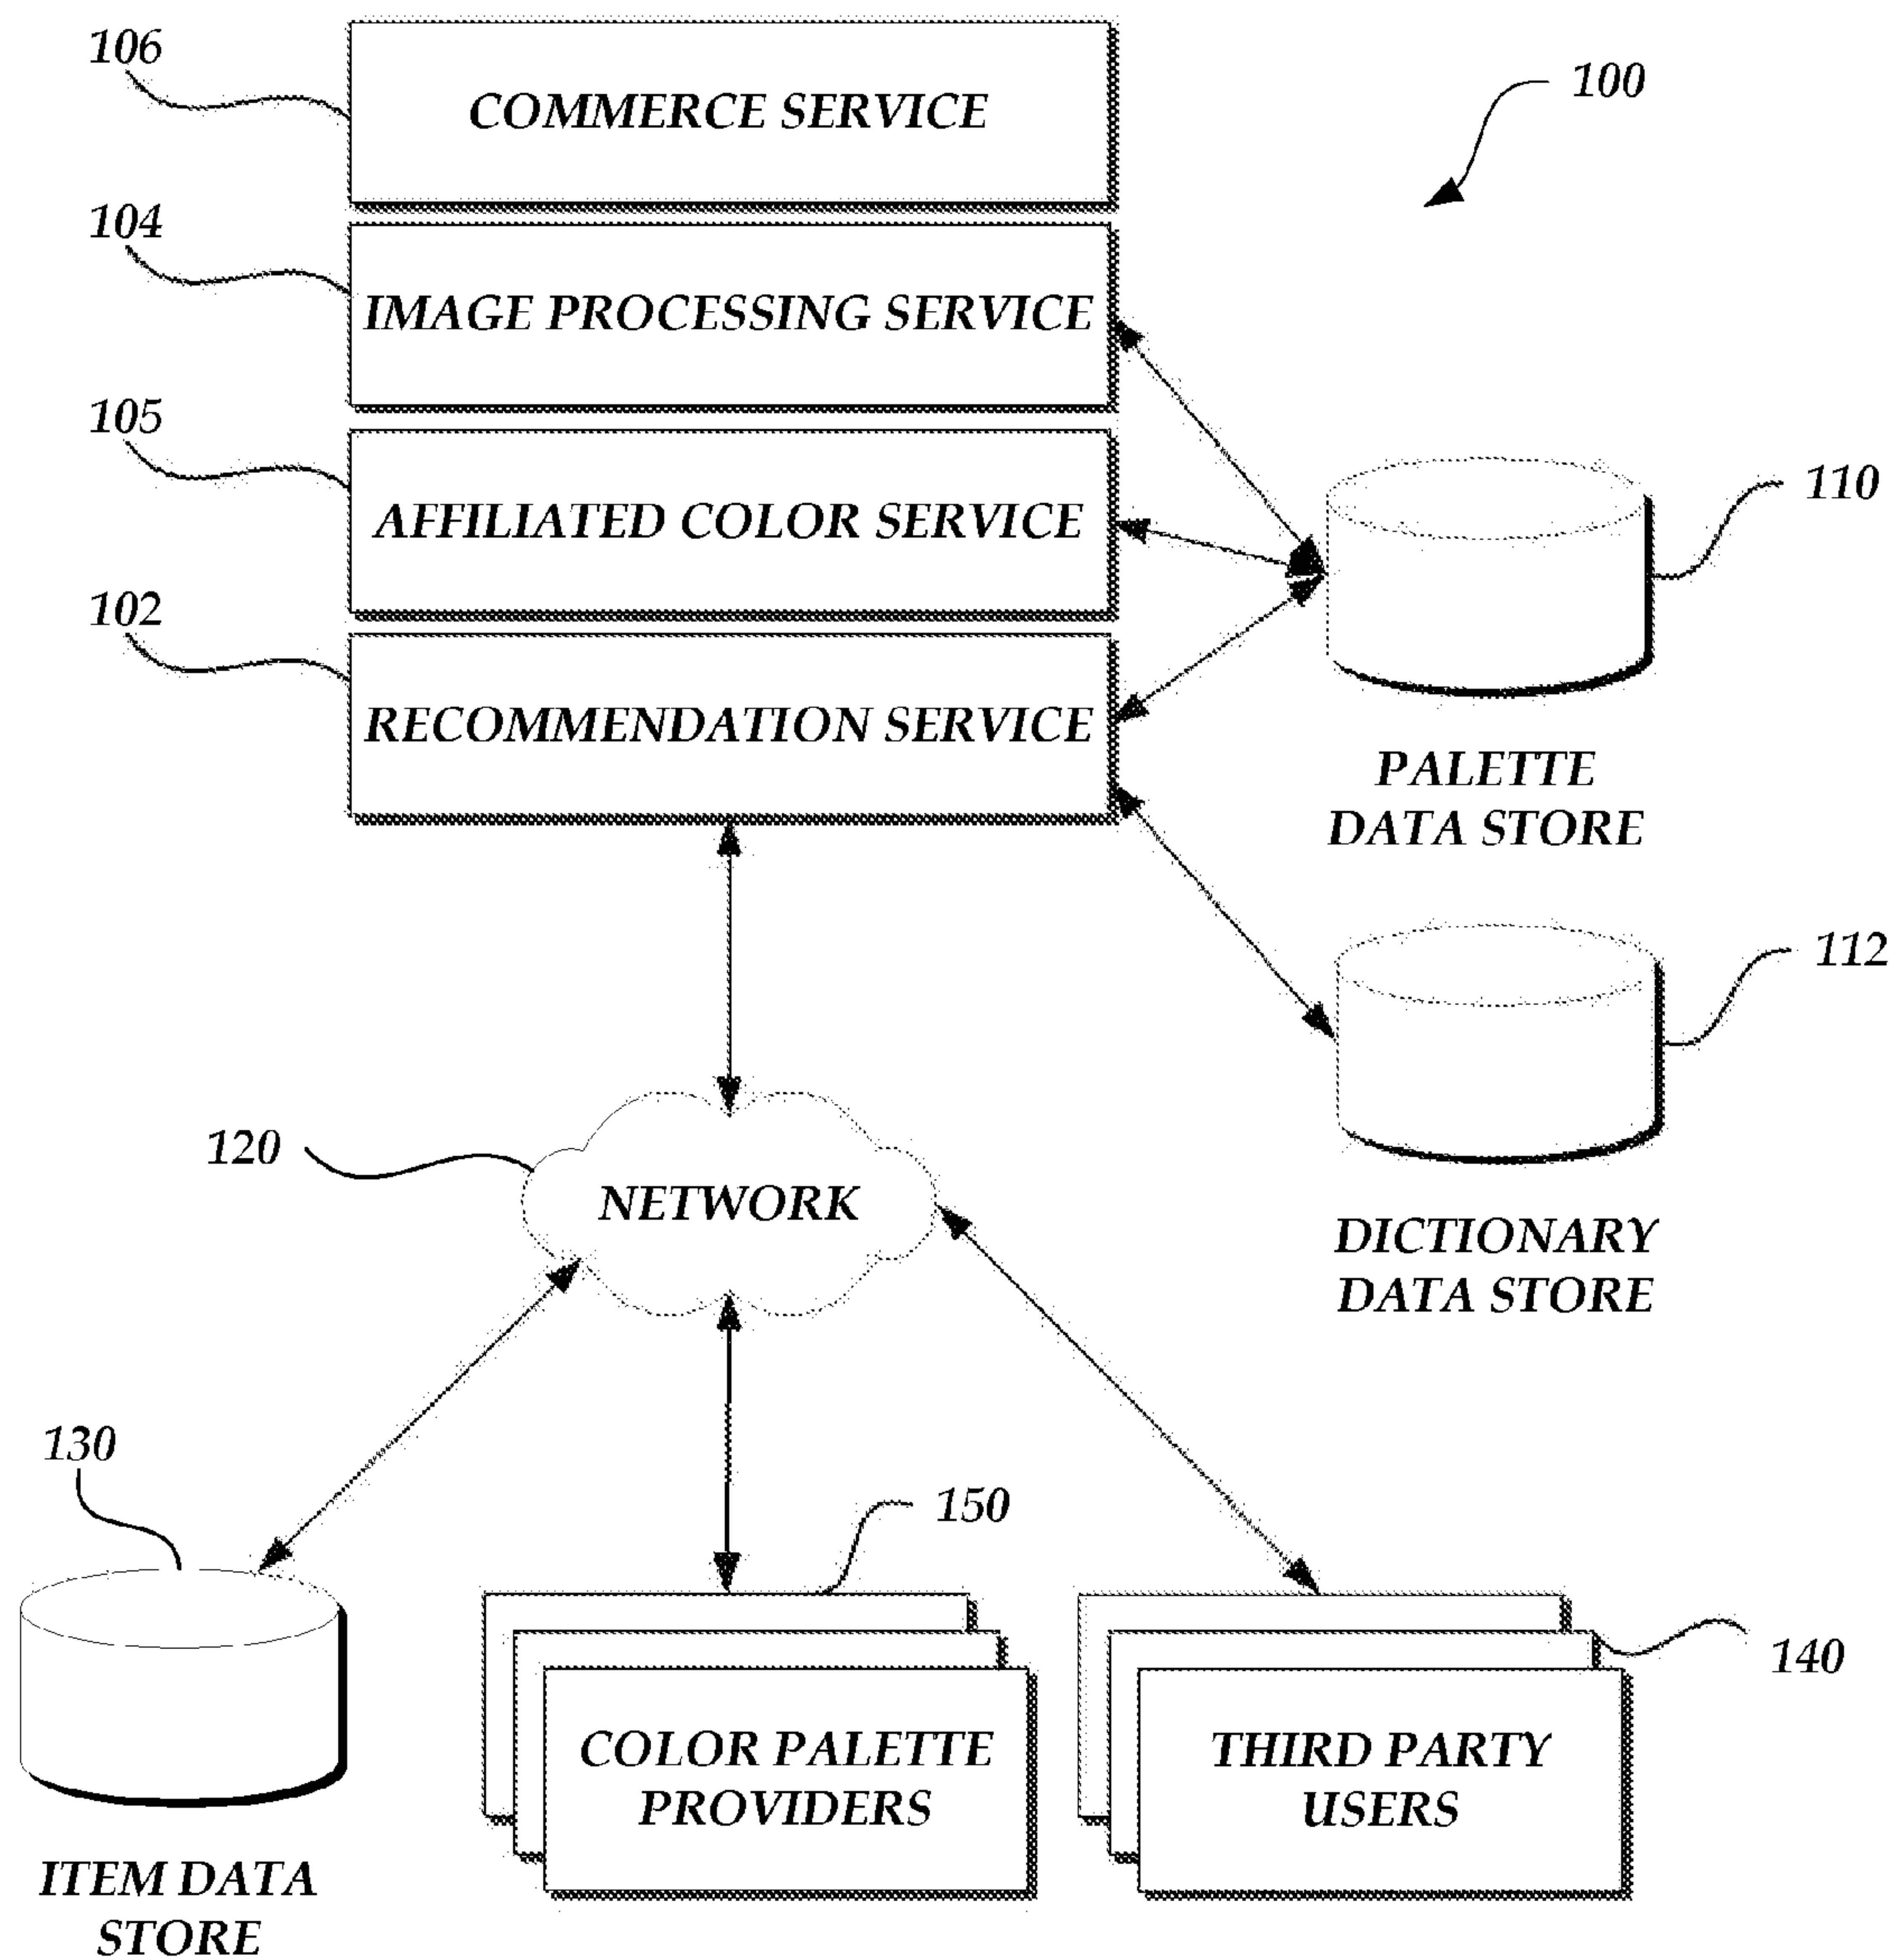 106
COMMERCE SERVICE
100
104
IMAGE PROCESSING SERVICE
105
AFFILIATED COLOR SERVICE
110
102
RECOMMENDATION SERVICE
PALETTE
DATA STORE
112
120
NETWORK
DICTIONARY
DATA STORE
130
150
140
COLOR PALETTE
PROVIDERS
THIRD PARTY
USERS
ITEM DATA
STORE